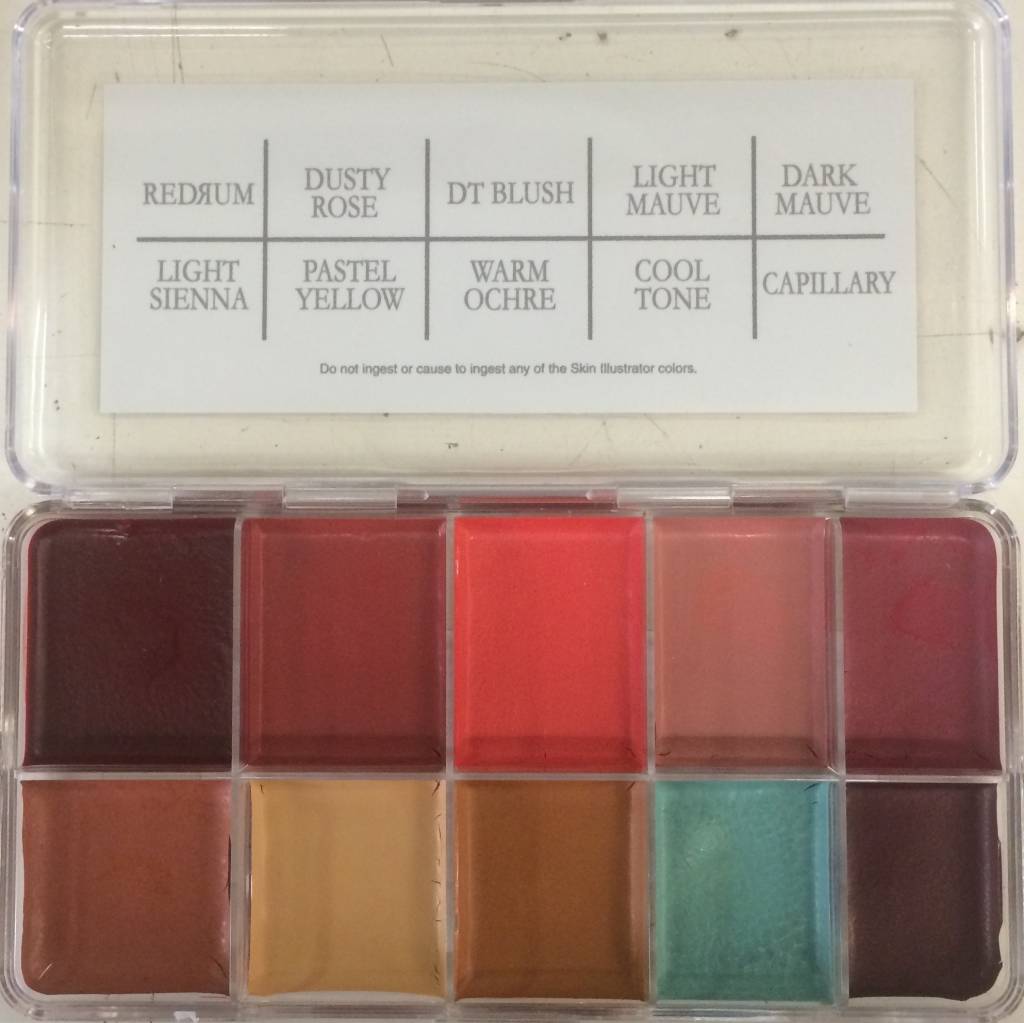 REDЯUM
DUSTY
ROSE
DT BLUSH
LIGHT
MAUVE
DARK
MAUVE
LIGHT
SIENNA
PASTEL
YELLOW
WARM
OCHRE
COOL
TONE
CAPILLARY
Do not ingest or cause to ingest any of the Skin Illustrator colors.